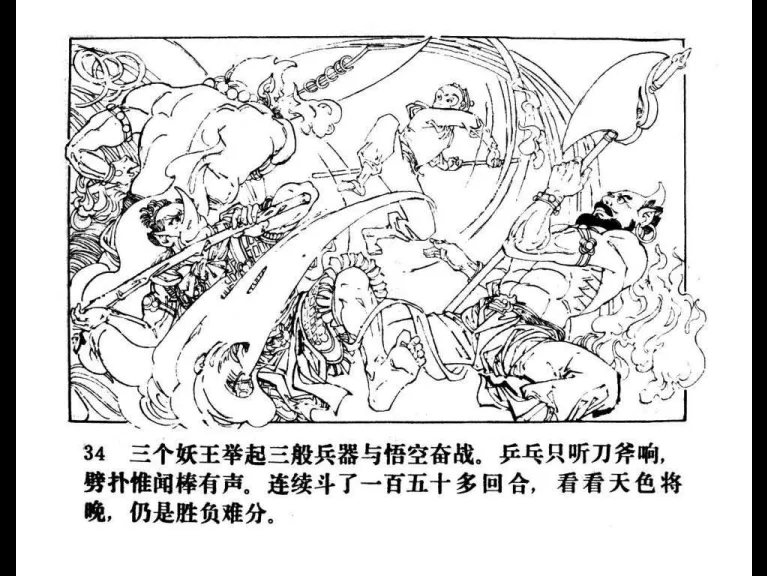 34 三个妖王举起三般兵器与悟空奋战。乒乓只听刀斧响,
劈扑惟闻棒有声。连续斗了一百五十多回合, 看看天色将
晚, 仍是胜负难分。